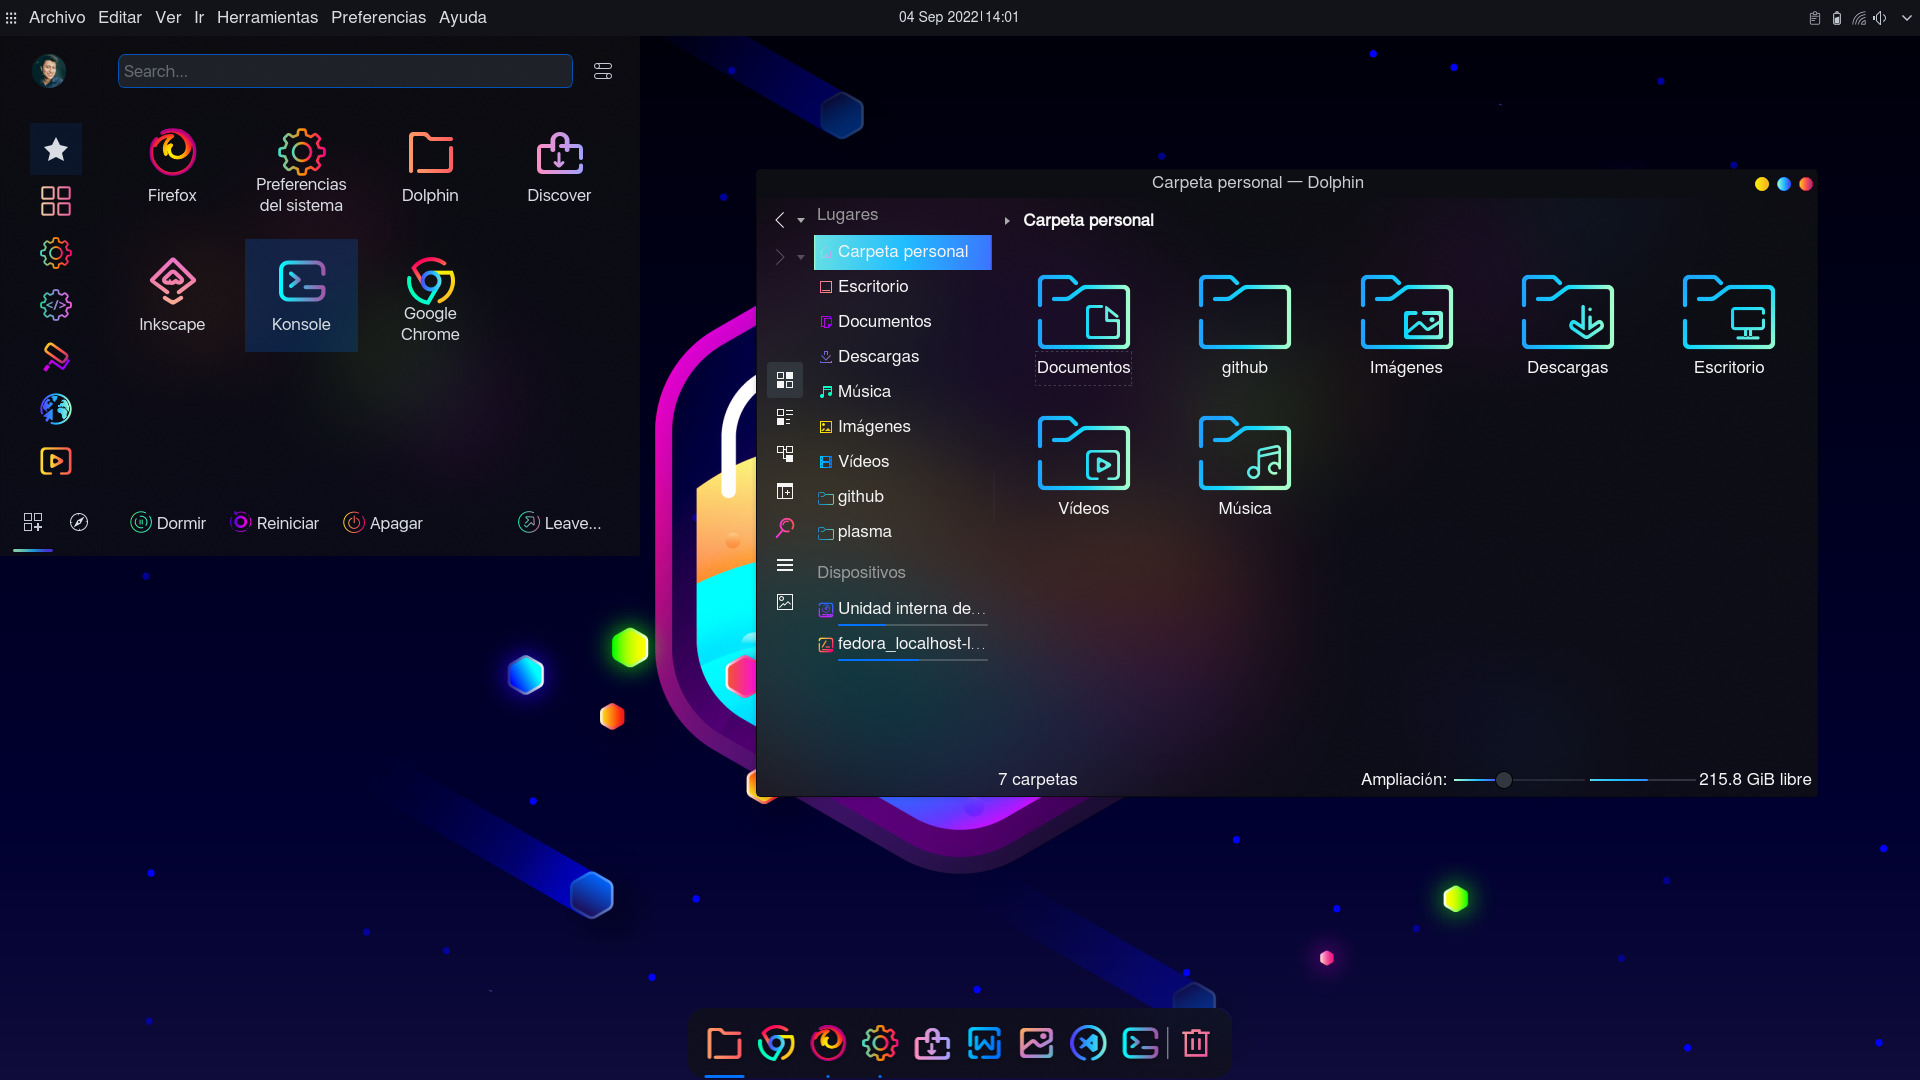 Archivo Editar Ver Ir Herramientas Preferencias Ayuda
04 Sep 2022 14:01
Search...
Firefox
Preferencias
del sistema
Dolphin
Discover
Inkscape
Konsole
Google
Chrome
Dormir
Reiniciar
Apagar
Leave...
Carpeta personal — Dolphin
Lugares
Carpeta personal
Escritorio
Documentos
Descargas
Música
Imágenes
Vídeos
github
plasma
Dispositivos
Unidad interna de...
fedora_localhost-l...
Carpeta personal
Documentos
github
Imágenes
Descargas
Escritorio
Vídeos
Música
7 carpetas
Ampliación:
215.8 GiB libre